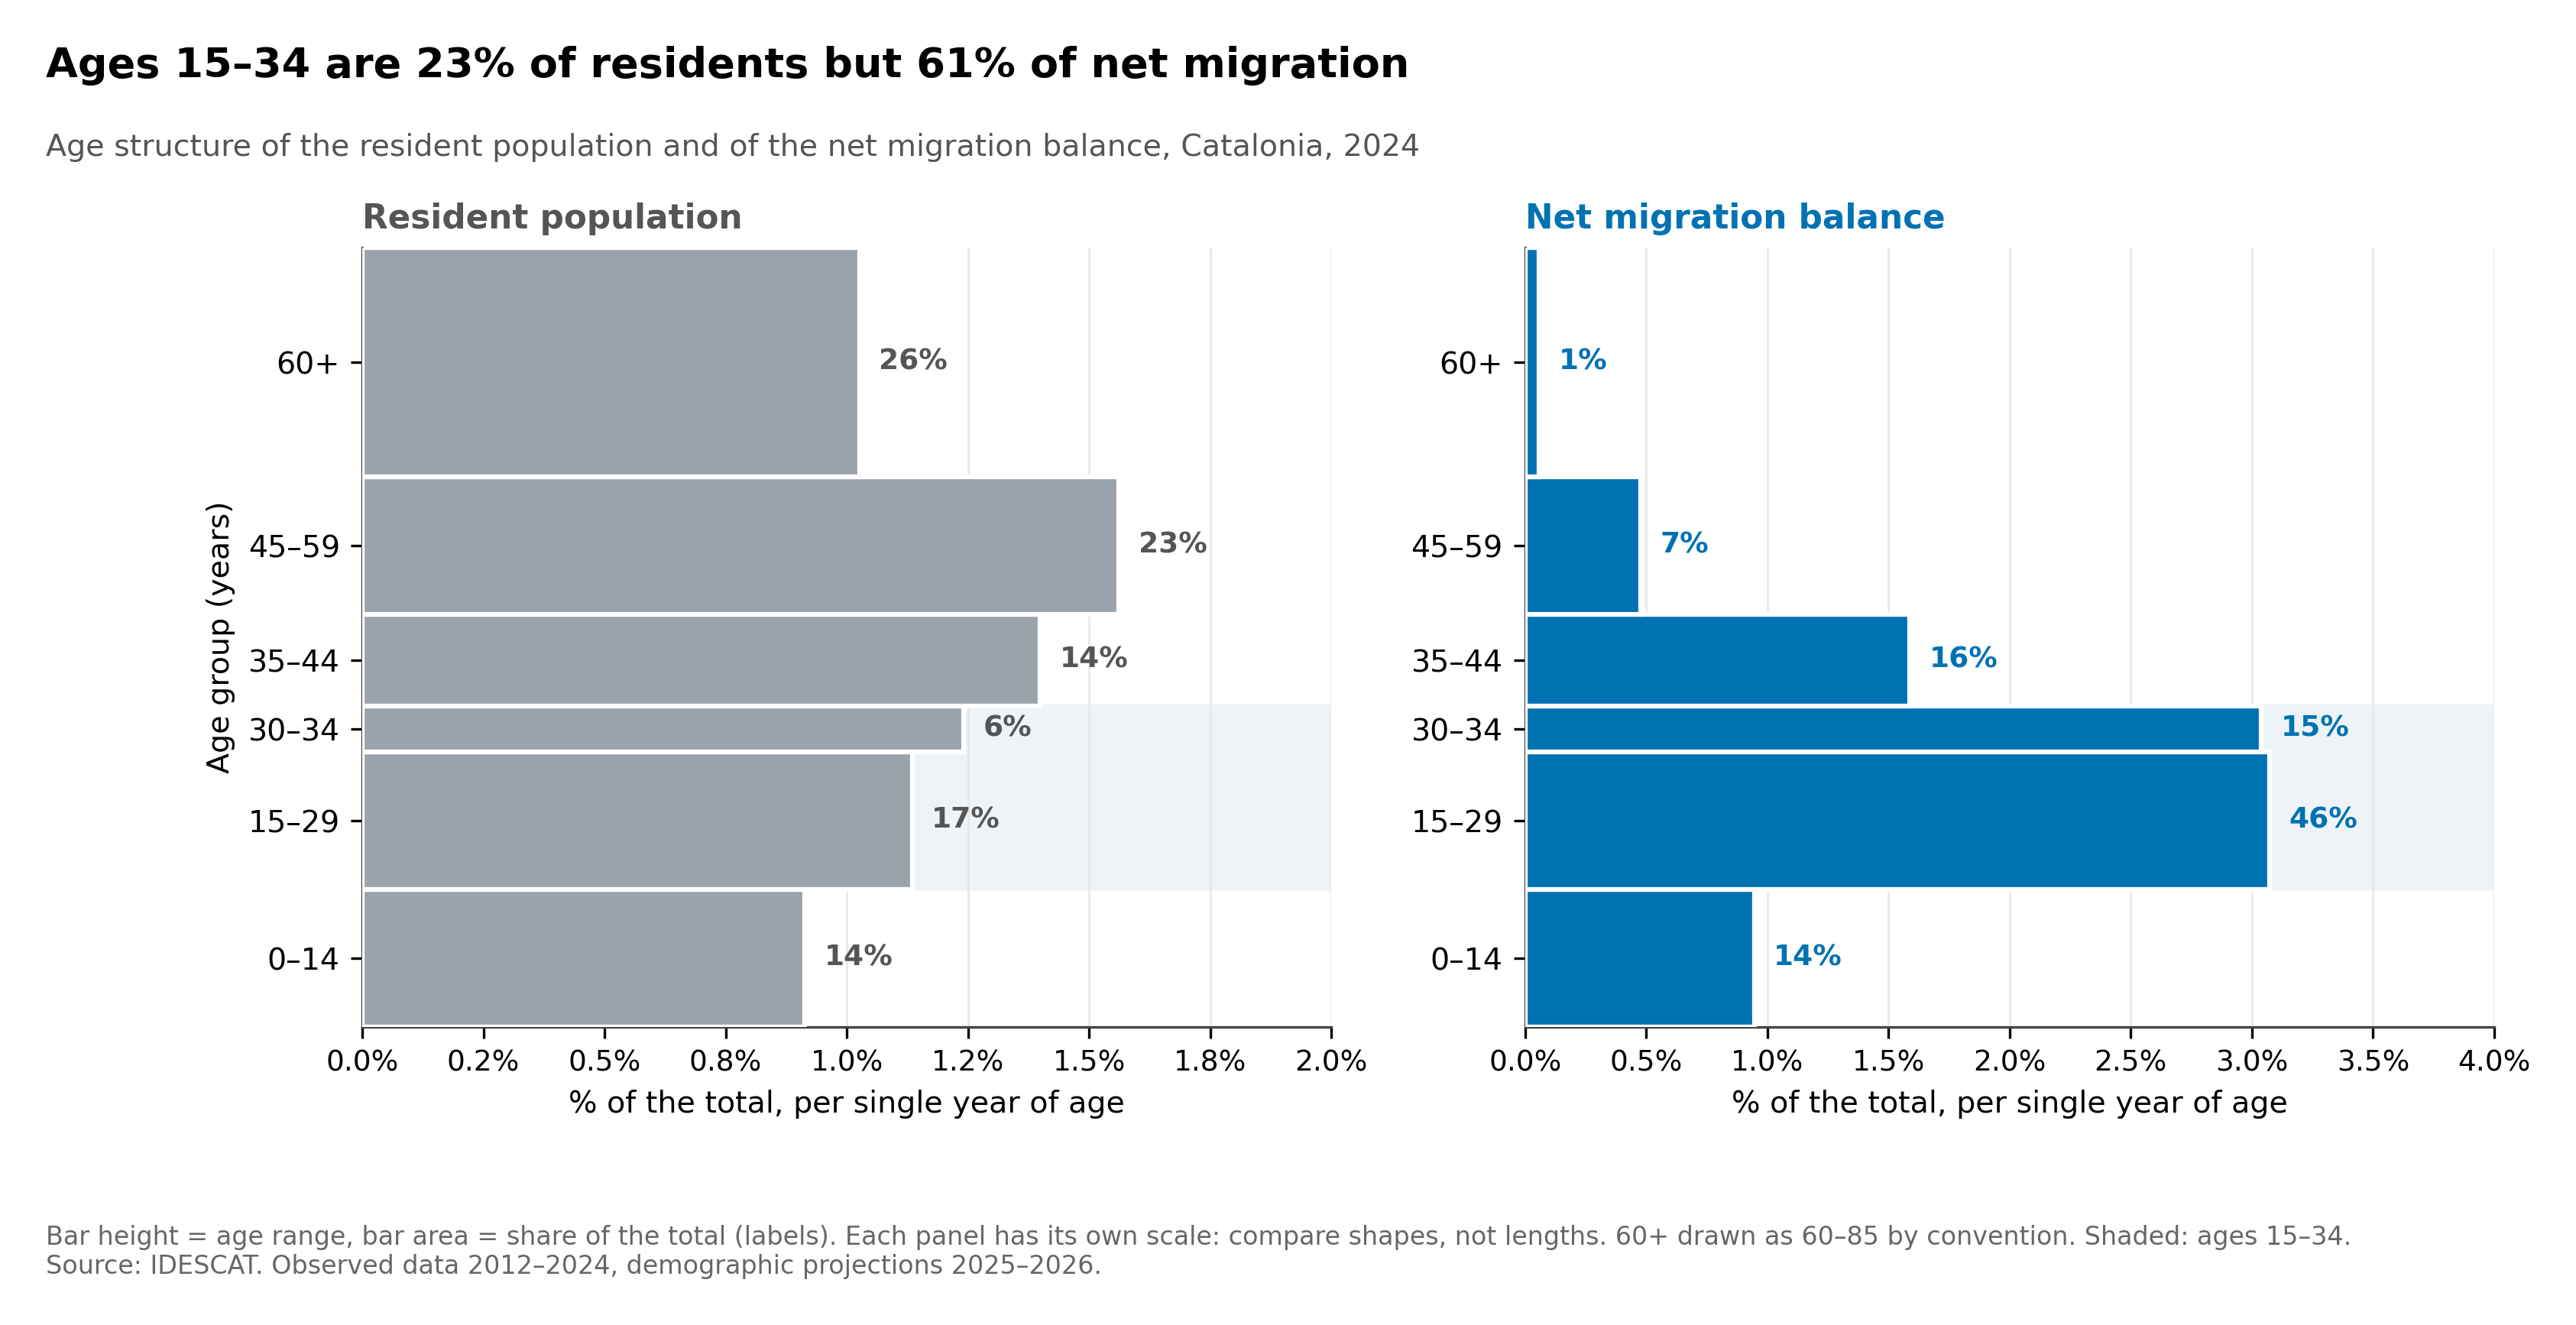 Ages 15–34 are 23% of residents but 61% of net migration
Age structure of the resident population and of the net migration balance, Catalonia, 2024
Resident population
Age group (years)
60+
26%
45–59
23%
35–44
14%
30–34
6%
15–29
17%
0–14
14%
0.0% 0.2% 0.5% 0.8% 1.0% 1.2% 1.5% 1.8% 2.0%
% of the total, per single year of age
Net migration balance
60+
1%
45–59
7%
35–44
16%
30–34
15%
15–29
46%
0–14
14%
0.0% 0.5% 1.0% 1.5% 2.0% 2.5% 3.0% 3.5% 4.0%
% of the total, per single year of age
Bar height = age range, bar area = share of the total (labels). Each panel has its own scale: compare shapes, not lengths. 60+ drawn as 60–85 by convention. Shaded: ages 15–34.
Source: IDESCAT. Observed data 2012–2024, demographic projections 2025–2026.